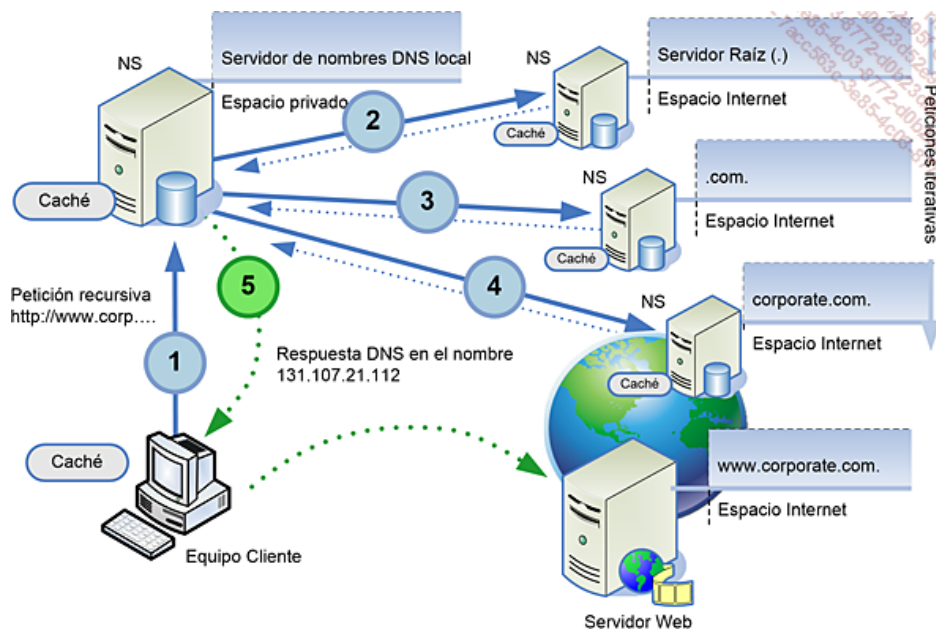 NS
Servidor de nombres DNS local
Espacio privado
Caché
2
NS
Servidor Raíz (.)
Espacio Internet
Caché
3
NS
.com.
Espacio Internet
Caché
4
NS
corporate.com.
Espacio Internet
Caché
Peticiones iterativas
5
Petición recursiva
http://www.corp....
1
Respuesta DNS en el nombre
131.107.21.112
Caché
Equipo Cliente
www.corporate.com.
Espacio Internet
Servidor Web